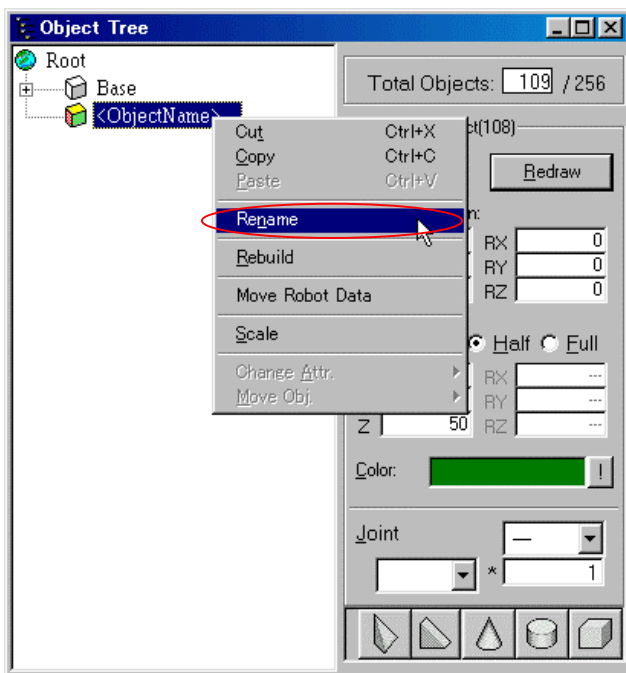 Object Tree
Root
Base
<ObjectName>
Total Objects: 109 / 256
ct(108)
Redraw
Cut Ctrl+X
Copy Ctrl+C
Paste Ctrl+V
Rename
Rebuild
Move Robot Data
Scale
Change Attr.
Move Obj.
n:
RX 0
RY 0
RZ 0
Half Full
RX ---
RY ---
Z 50 RZ ---
Color: !
Joint —
* 1